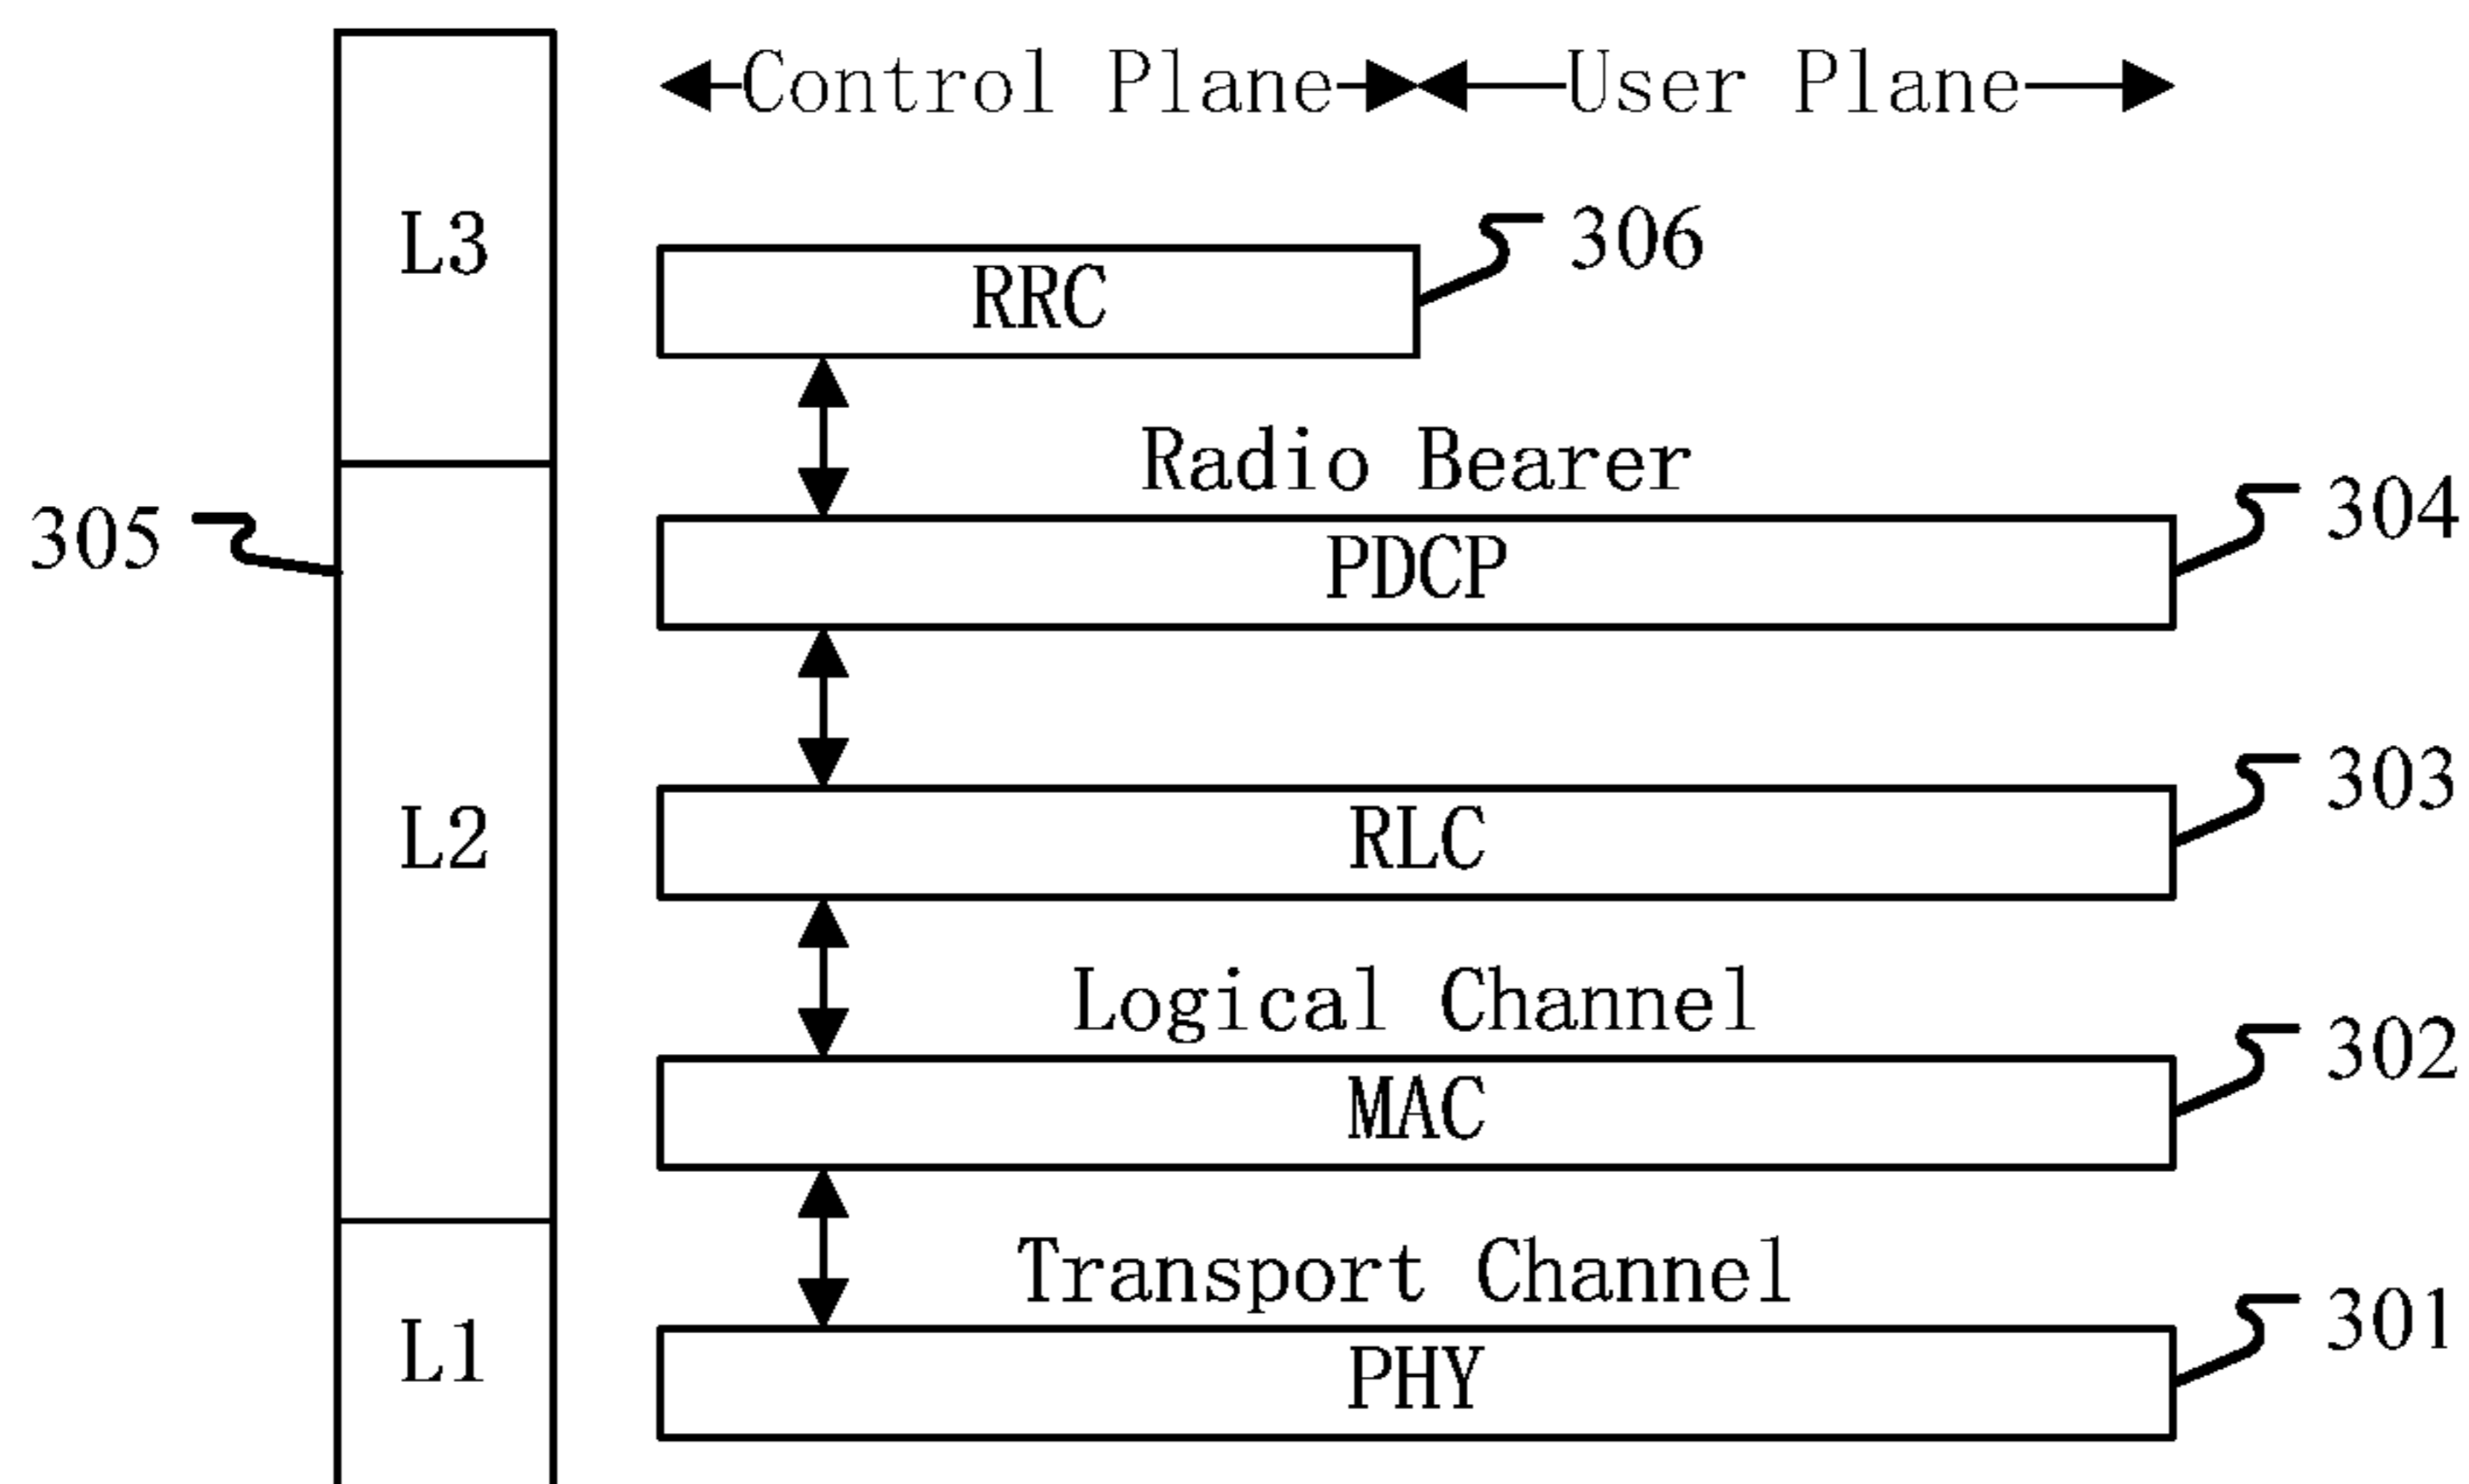 Control Plane User Plane
L3
RRC
306
Radio Bearer
305
PDCP
304
L2
RLC
303
Logical Channel
MAC
302
Transport Channel
L1
PHY
301